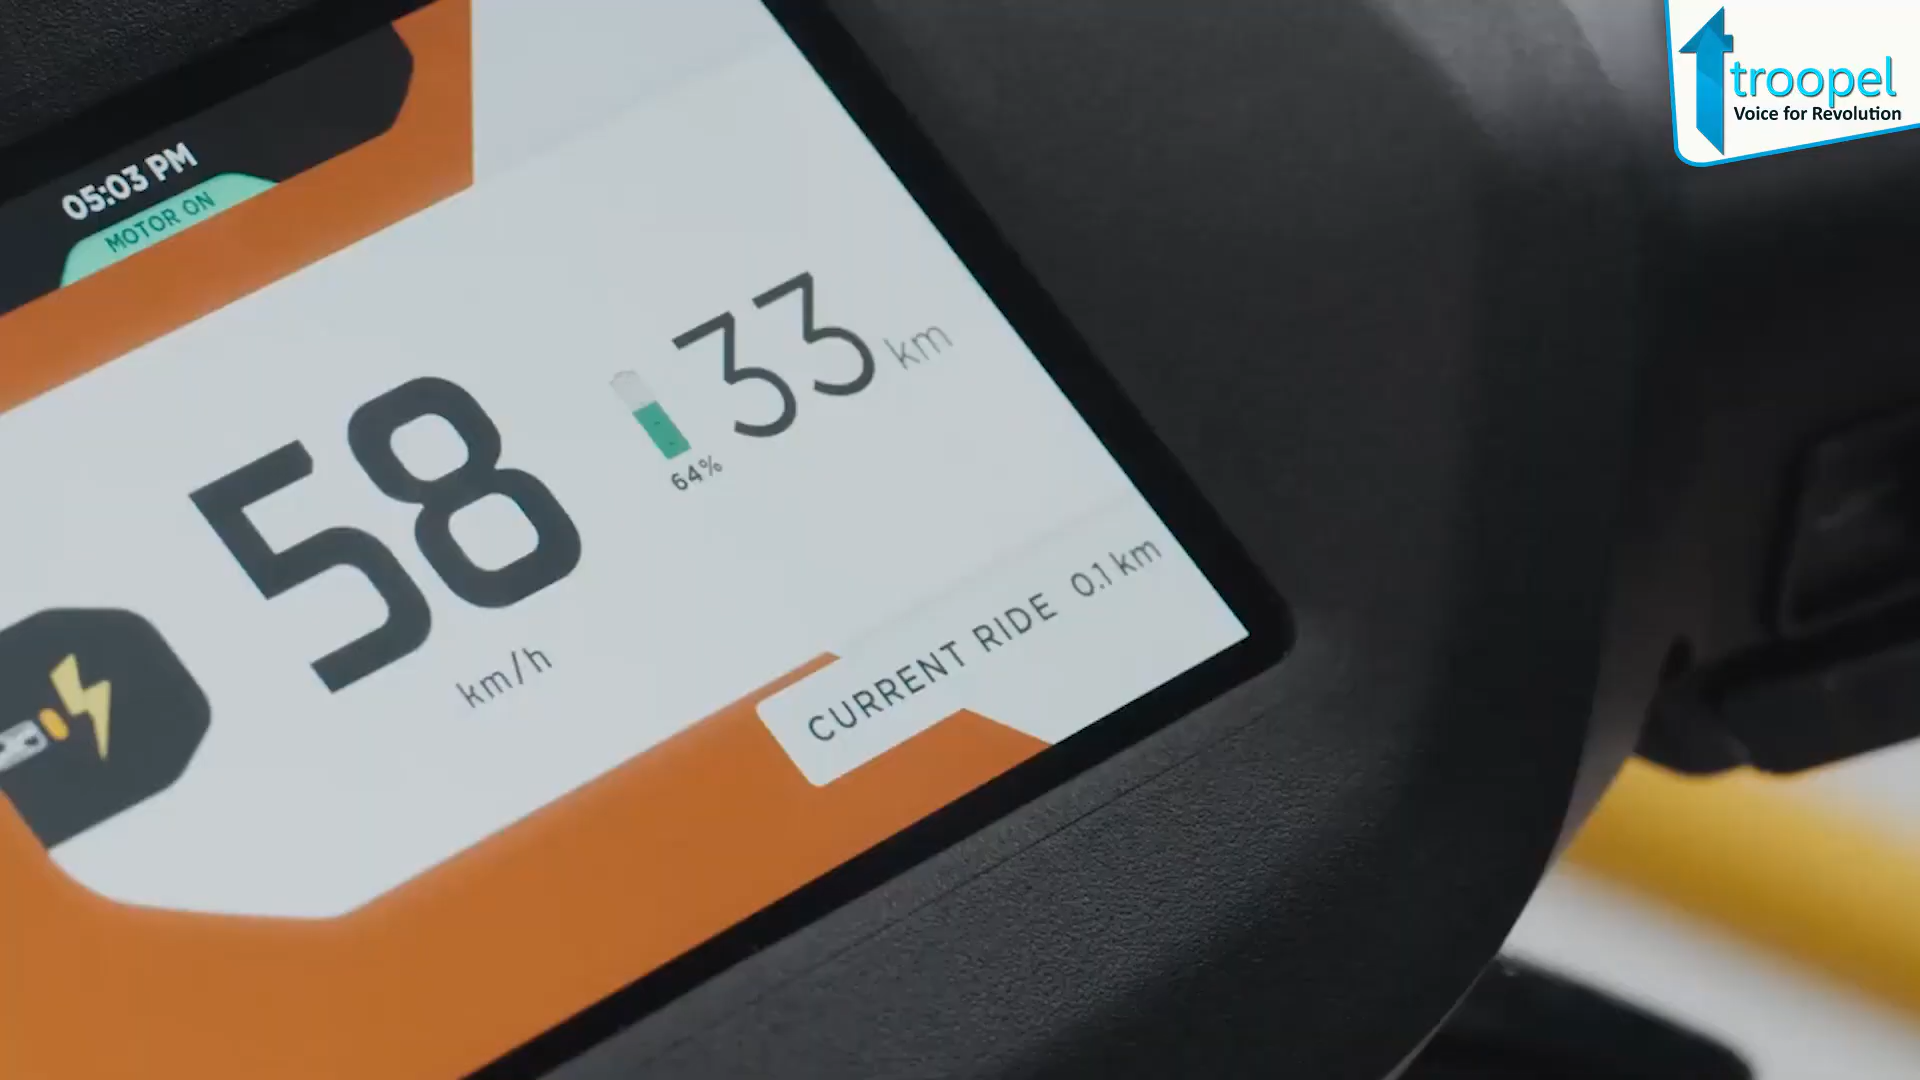 troopel
Voice for Revolution
05:03 PM
MOTOR ON
58
km/h
33 km
64%
CURRENT RIDE 0.1 km